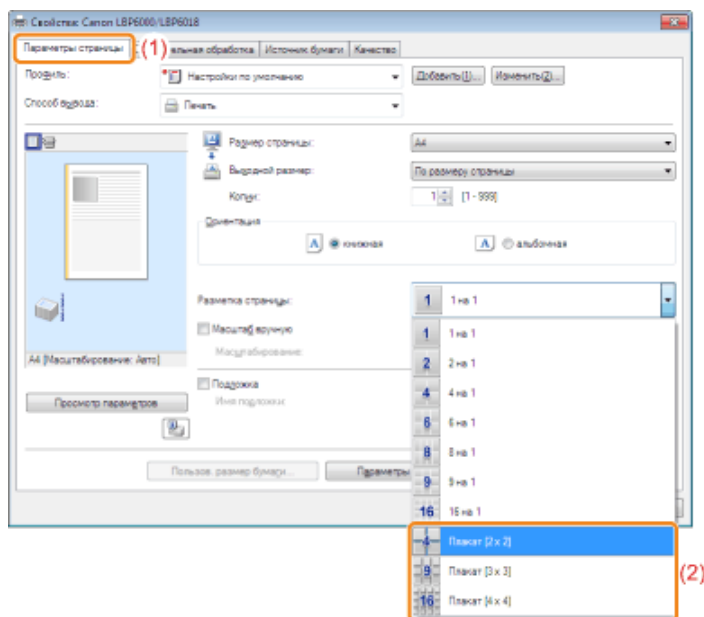 Свойства: Canon LBP6000/LBP6018
Параметры страницы (1) альная обработка Источник бумаги Качество
Профиль: Настройки по умолчанию Добавить(1)... Изменить(2)...
Способ вывода: Печать
Размер страницы: A4
Выходной размер: По размеру страницы
Копии: 1 [1 - 999]
Ориентация
A книжная A альбомная
Разметка страницы: 1 1 на 1
Масштаб вручную 1 1 на 1
Масштабирование:
A4 [Масштабирование: Авто] 2 2 на 1
Подложка 4 4 на 1
Просмотр параметров Имя подложки:
6 6 на 1
8 8 на 1
Пользов. размер бумаги... Параметры 9 9 на 1
16 16 на 1
4 Плакат [2 x 2]
9 Плакат [3 x 3] (2)
16 Плакат [4 x 4]